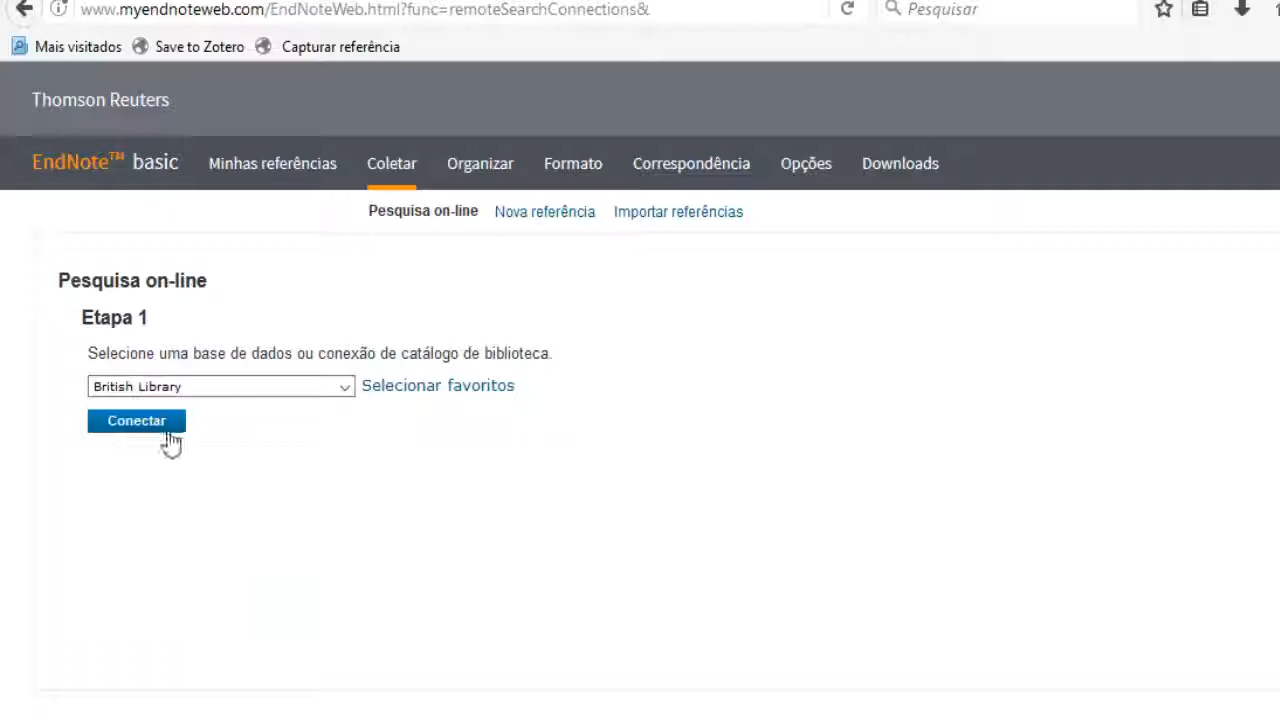 www.myendnoteweb.com/EndNoteWeb.html?func=remoteSearchConnections&
Pesquisar
Mais visitados Save to Zotero Capturar referência
Thomson Reuters
EndNote™ basic Minhas referências Coletar Organizar Formato Correspondência Opções Downloads
Pesquisa on-line Nova referência Importar referências
Pesquisa on-line
Etapa 1
Selecione uma base de dados ou conexão de catálogo de biblioteca.
British Library Selecionar favoritos
Conectar